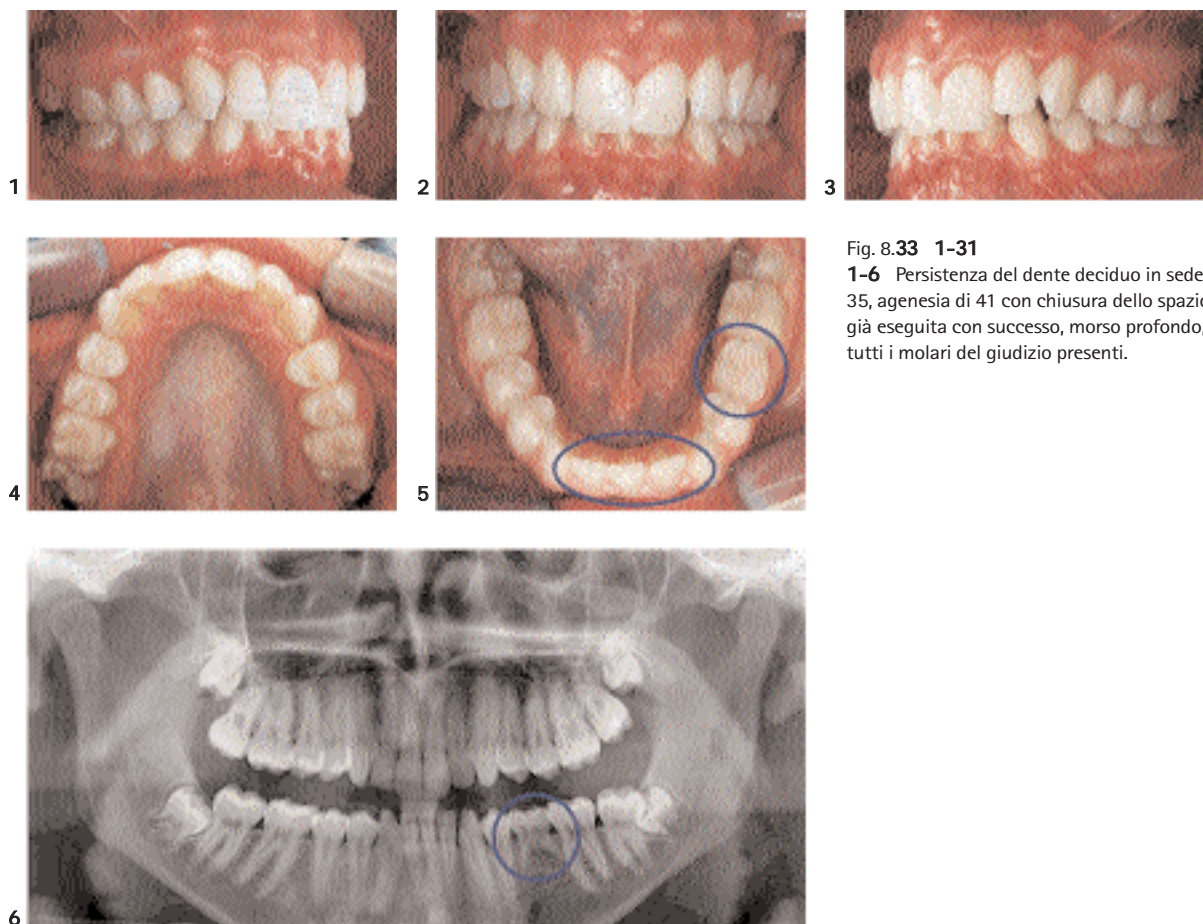 1
2
3
Fig. 8.33 1-31
1-6 Persistenza del dente deciduo in sede
35, agenesia di 41 con chiusura dello spazio
già eseguita con successo, morso profondo,
tutti i molari del giudizio presenti.
4
5
6